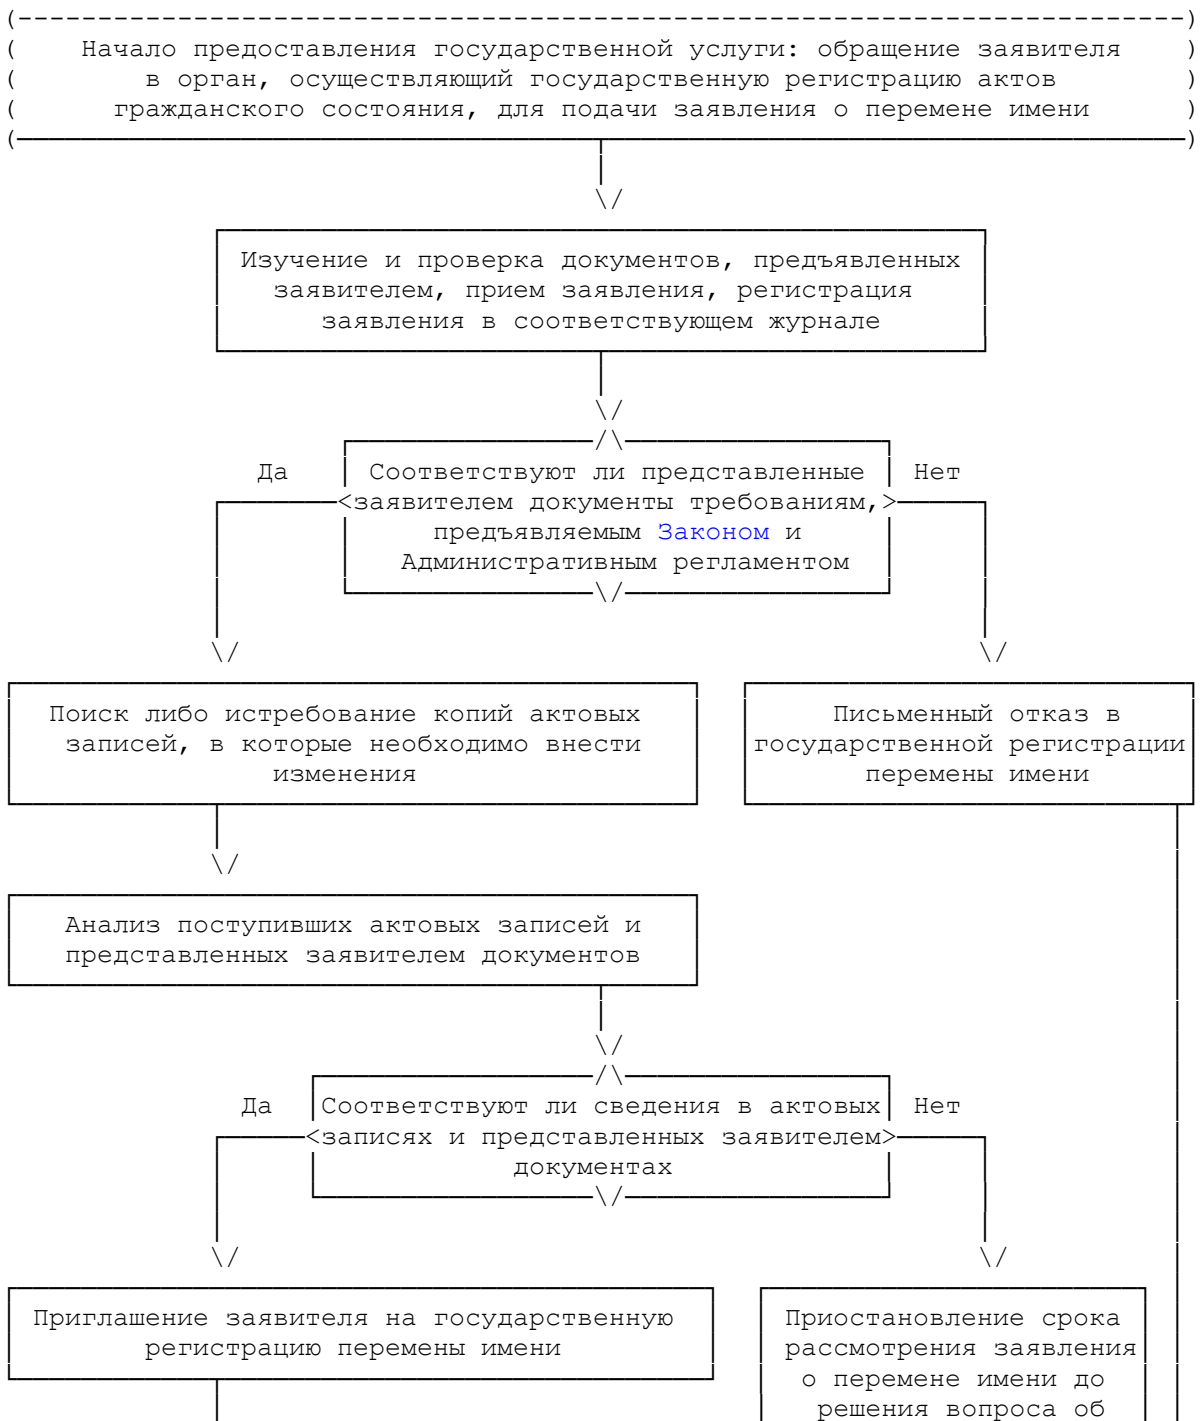 Начало предоставления государственной услуги: обращение заявителя
в орган, осуществляющий государственную регистрацию актов
гражданского состояния, для подачи заявления о перемене имени
Изучение и проверка документов, предъявленных
заявителем, прием заявления, регистрация
заявления в соответствующем журнале
Да
Соответствуют ли представленные
заявителем документы требованиям,
предъявляемым Законом и
Административным регламентом
Нет
Поиск либо истребование копий актовых
записей, в которые необходимо внести
изменения
Письменный отказ в
государственной регистрации
перемены имени
Анализ поступивших актовых записей и
представленных заявителем документов
Да
Соответствуют ли сведения в актовых
записях и представленных заявителем
документах
Нет
Приглашение заявителя на государственную
регистрацию перемены имени
Приостановление срока
рассмотрения заявления
о перемене имени до
решения вопроса об